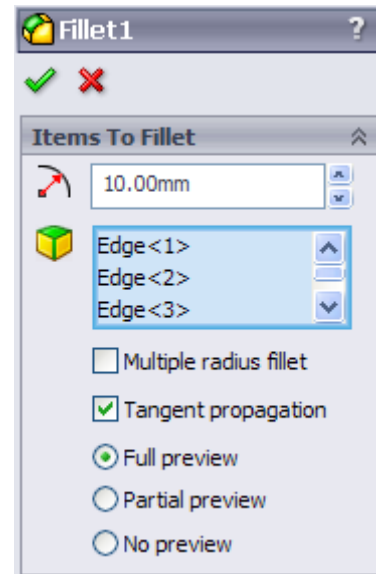 Fillet1 ?
Items To Fillet
10.00mm
Edge<1>
Edge<2>
Edge<3>
Multiple radius fillet
Tangent propagation
Full preview
Partial preview
No preview